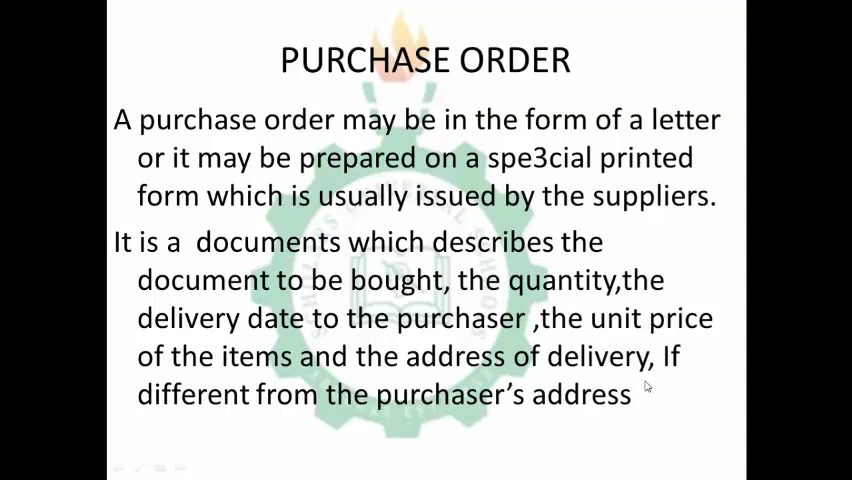 PURCHASE ORDER
A purchase order may be in the form of a letter
or it may be prepared on a spe3cial printed
form which is usually issued by the suppliers.
It is a documents which describes the
document to be bought, the quantity,the
delivery date to the purchaser ,the unit price
of the items and the address of delivery, If
different from the purchaser’s address